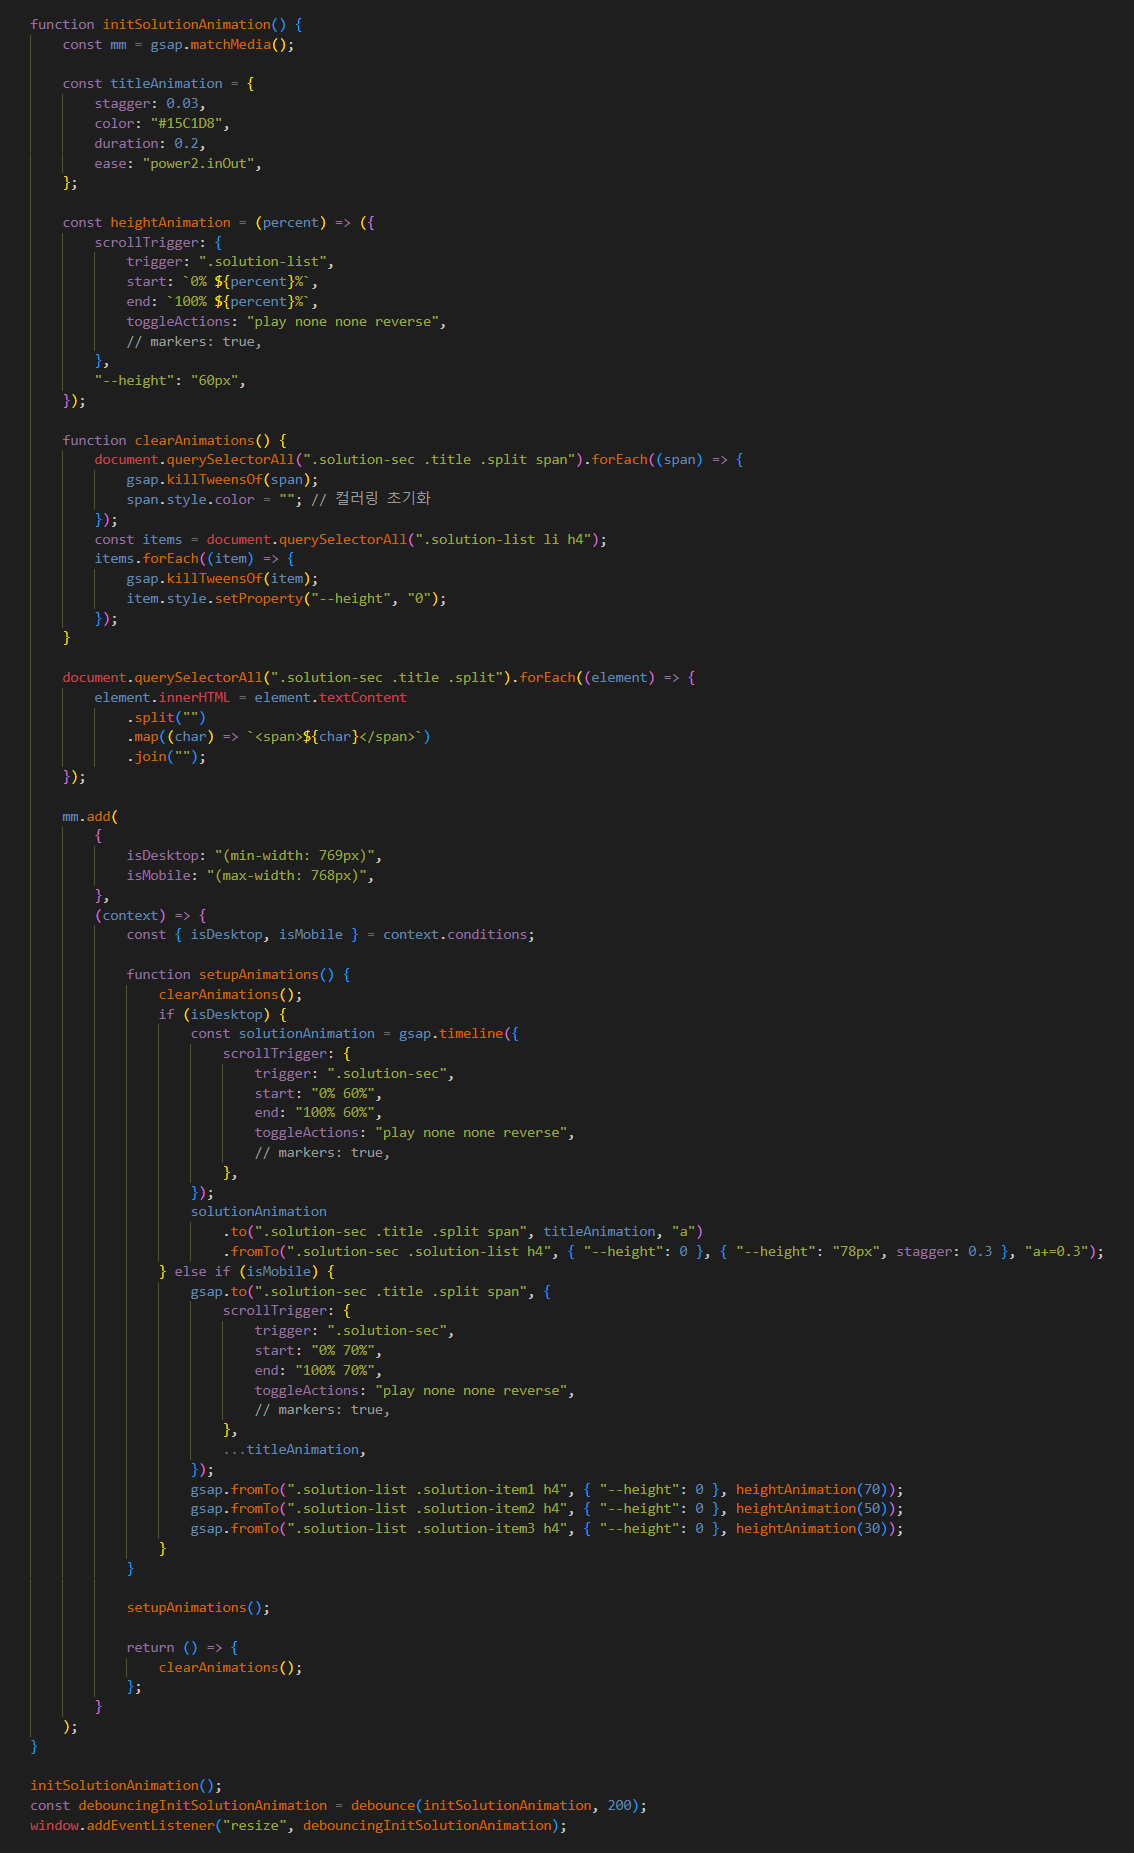 function initSolutionAnimation() {
const mm = gsap.matchMedia();
const titleAnimation = {
stagger: 0.03,
color: "#15C1D8",
duration: 0.2,
ease: "power2.inOut",
};
const heightAnimation = (percent) => ({
scrollTrigger: {
trigger: ".solution-list",
start: `0% ${percent}%`,
end: `100% ${percent}%`,
toggleActions: "play none none reverse",
// markers: true,
},
"--height": "60px",
});
function clearAnimations() {
document.querySelectorAll(".solution-sec .title .split span").forEach((span) => {
gsap.killTweensOf(span);
span.style.color = ""; // 컬러링 초기화
});
const items = document.querySelectorAll(".solution-list li h4");
items.forEach((item) => {
gsap.killTweensOf(item);
item.style.setProperty("--height", "0");
});
}
document.querySelectorAll(".solution-sec .title .split").forEach((element) => {
element.innerHTML = element.textContent
.split("")
.map((char) => `<span>${char}</span>`)
.join("");
});
mm.add(
{
isDesktop: "(min-width: 769px)",
isMobile: "(max-width: 768px)",
},
(context) => {
const { isDesktop, isMobile } = context.conditions;
function setupAnimations() {
clearAnimations();
if (isDesktop) {
const solutionAnimation = gsap.timeline({
scrollTrigger: {
trigger: ".solution-sec",
start: "0% 60%",
end: "100% 60%",
toggleActions: "play none none reverse",
// markers: true,
},
});
solutionAnimation
.to(".solution-sec .title .split span", titleAnimation, "a")
.fromTo(".solution-sec .solution-list h4", { "--height": 0 }, { "--height": "78px", stagger: 0.3 }, "a+=0.3");
} else if (isMobile) {
gsap.to(".solution-sec .title .split span", {
scrollTrigger: {
trigger: ".solution-sec",
start: "0% 70%",
end: "100% 70%",
toggleActions: "play none none reverse",
// markers: true,
},
...titleAnimation,
});
gsap.fromTo(".solution-list .solution-item1 h4", { "--height": 0 }, heightAnimation(70));
gsap.fromTo(".solution-list .solution-item2 h4", { "--height": 0 }, heightAnimation(50));
gsap.fromTo(".solution-list .solution-item3 h4", { "--height": 0 }, heightAnimation(30));
}
}
setupAnimations();
return () => {
clearAnimations();
};
}
);
}
initSolutionAnimation();
const debouncingInitSolutionAnimation = debounce(initSolutionAnimation, 200);
window.addEventListener("resize", debouncingInitSolutionAnimation);